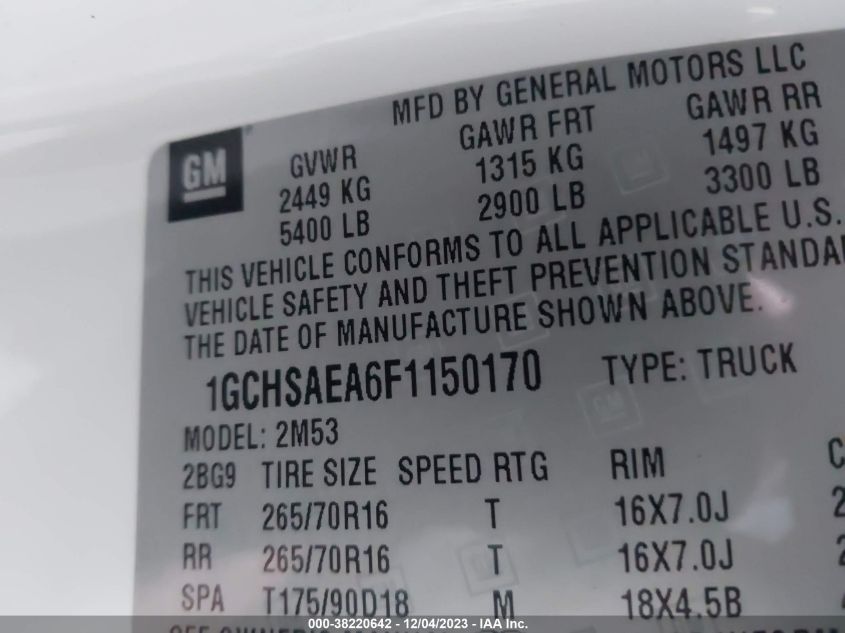 MFD BY GENERAL MOTORS LLC
GM GVWR GAWR FRT GAWR RR
2449 KG 1315 KG 1497 KG
5400 LB 2900 LB 3300 LB
THIS VEHICLE CONFORMS TO ALL APPLICABLE U.S.
VEHICLE SAFETY AND THEFT PREVENTION
THE DATE OF MANUFACTURE SHOWN ABOVE.
1GCHSAEA6F1150170 TYPE: TRUCK
MODEL: 2M53
2BG9 TIRE SIZE SPEED RTG RIM
FRT 265/70R16 T 16X7.0J
RR 265/70R16 T 16X7.0J
SPA T175/90D18 M 18X4.5B
000-38220642 - 12/04/2023 - IAA, Inc.